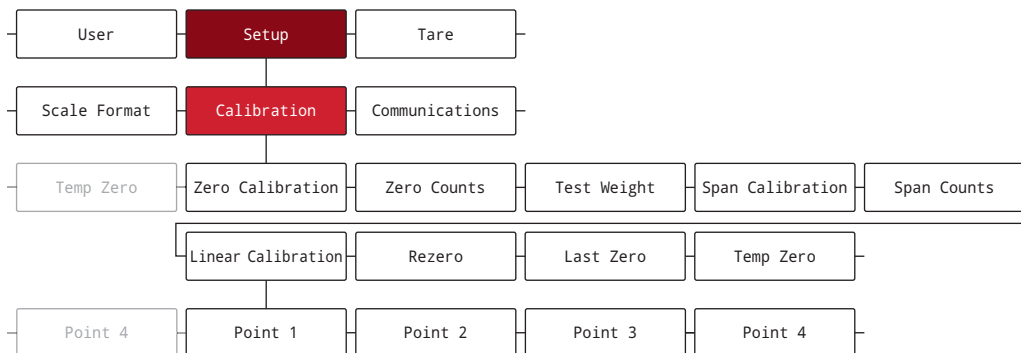 User Setup Tare
Scale Format Calibration Communications
Temp Zero Zero Calibration Zero Counts Test Weight Span Calibration Span Counts
Linear Calibration Rezero Last Zero Temp Zero
Point 4 Point 1 Point 2 Point 3 Point 4